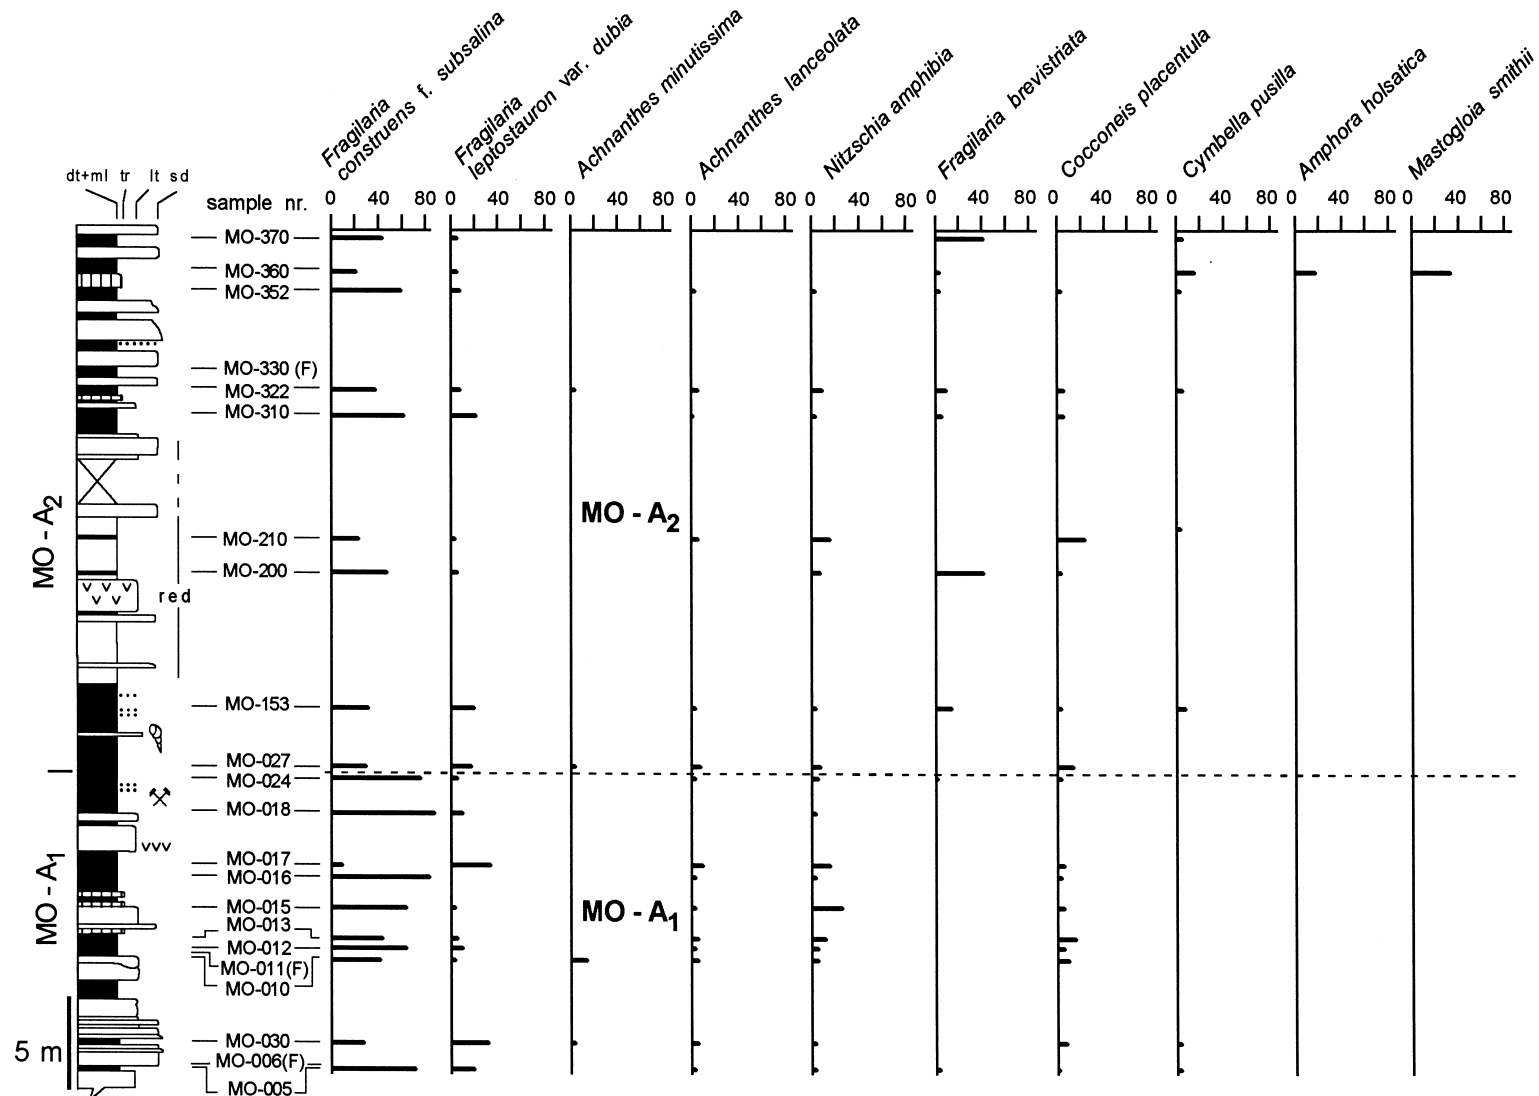 Fragilaria
construens f. subsalina
Fragilaria
leptostauron var. dubia
Achnanthes minutissima
Achnanthes lanceolata
Nitzschia amphibia
Fragilaria brevistriata
Cocconeis placentula
Cymbella pusilla
Amphora holsatica
Mastogloia smithii
dt+ml tr lt sd
sample nr.
0 40 80 0 40 80 0 40 80 0 40 80 0 40 80 0 40 80 0 40 80 0 40 80 0 40 80 0 40 80
MO-370
MO-360
MO-352
MO-330 (F)
MO-322
MO-310
MO - A2
MO - A2
MO-210
MO-200
v v v
v v
red
MO-153
MO-027
MO-024
MO-018
vvv
MO-017
MO-016
MO - A1
MO-015
MO - A1
MO-013
MO-012
MO-011(F)
MO-010
MO-030
5 m
MO-006(F)
MO-005